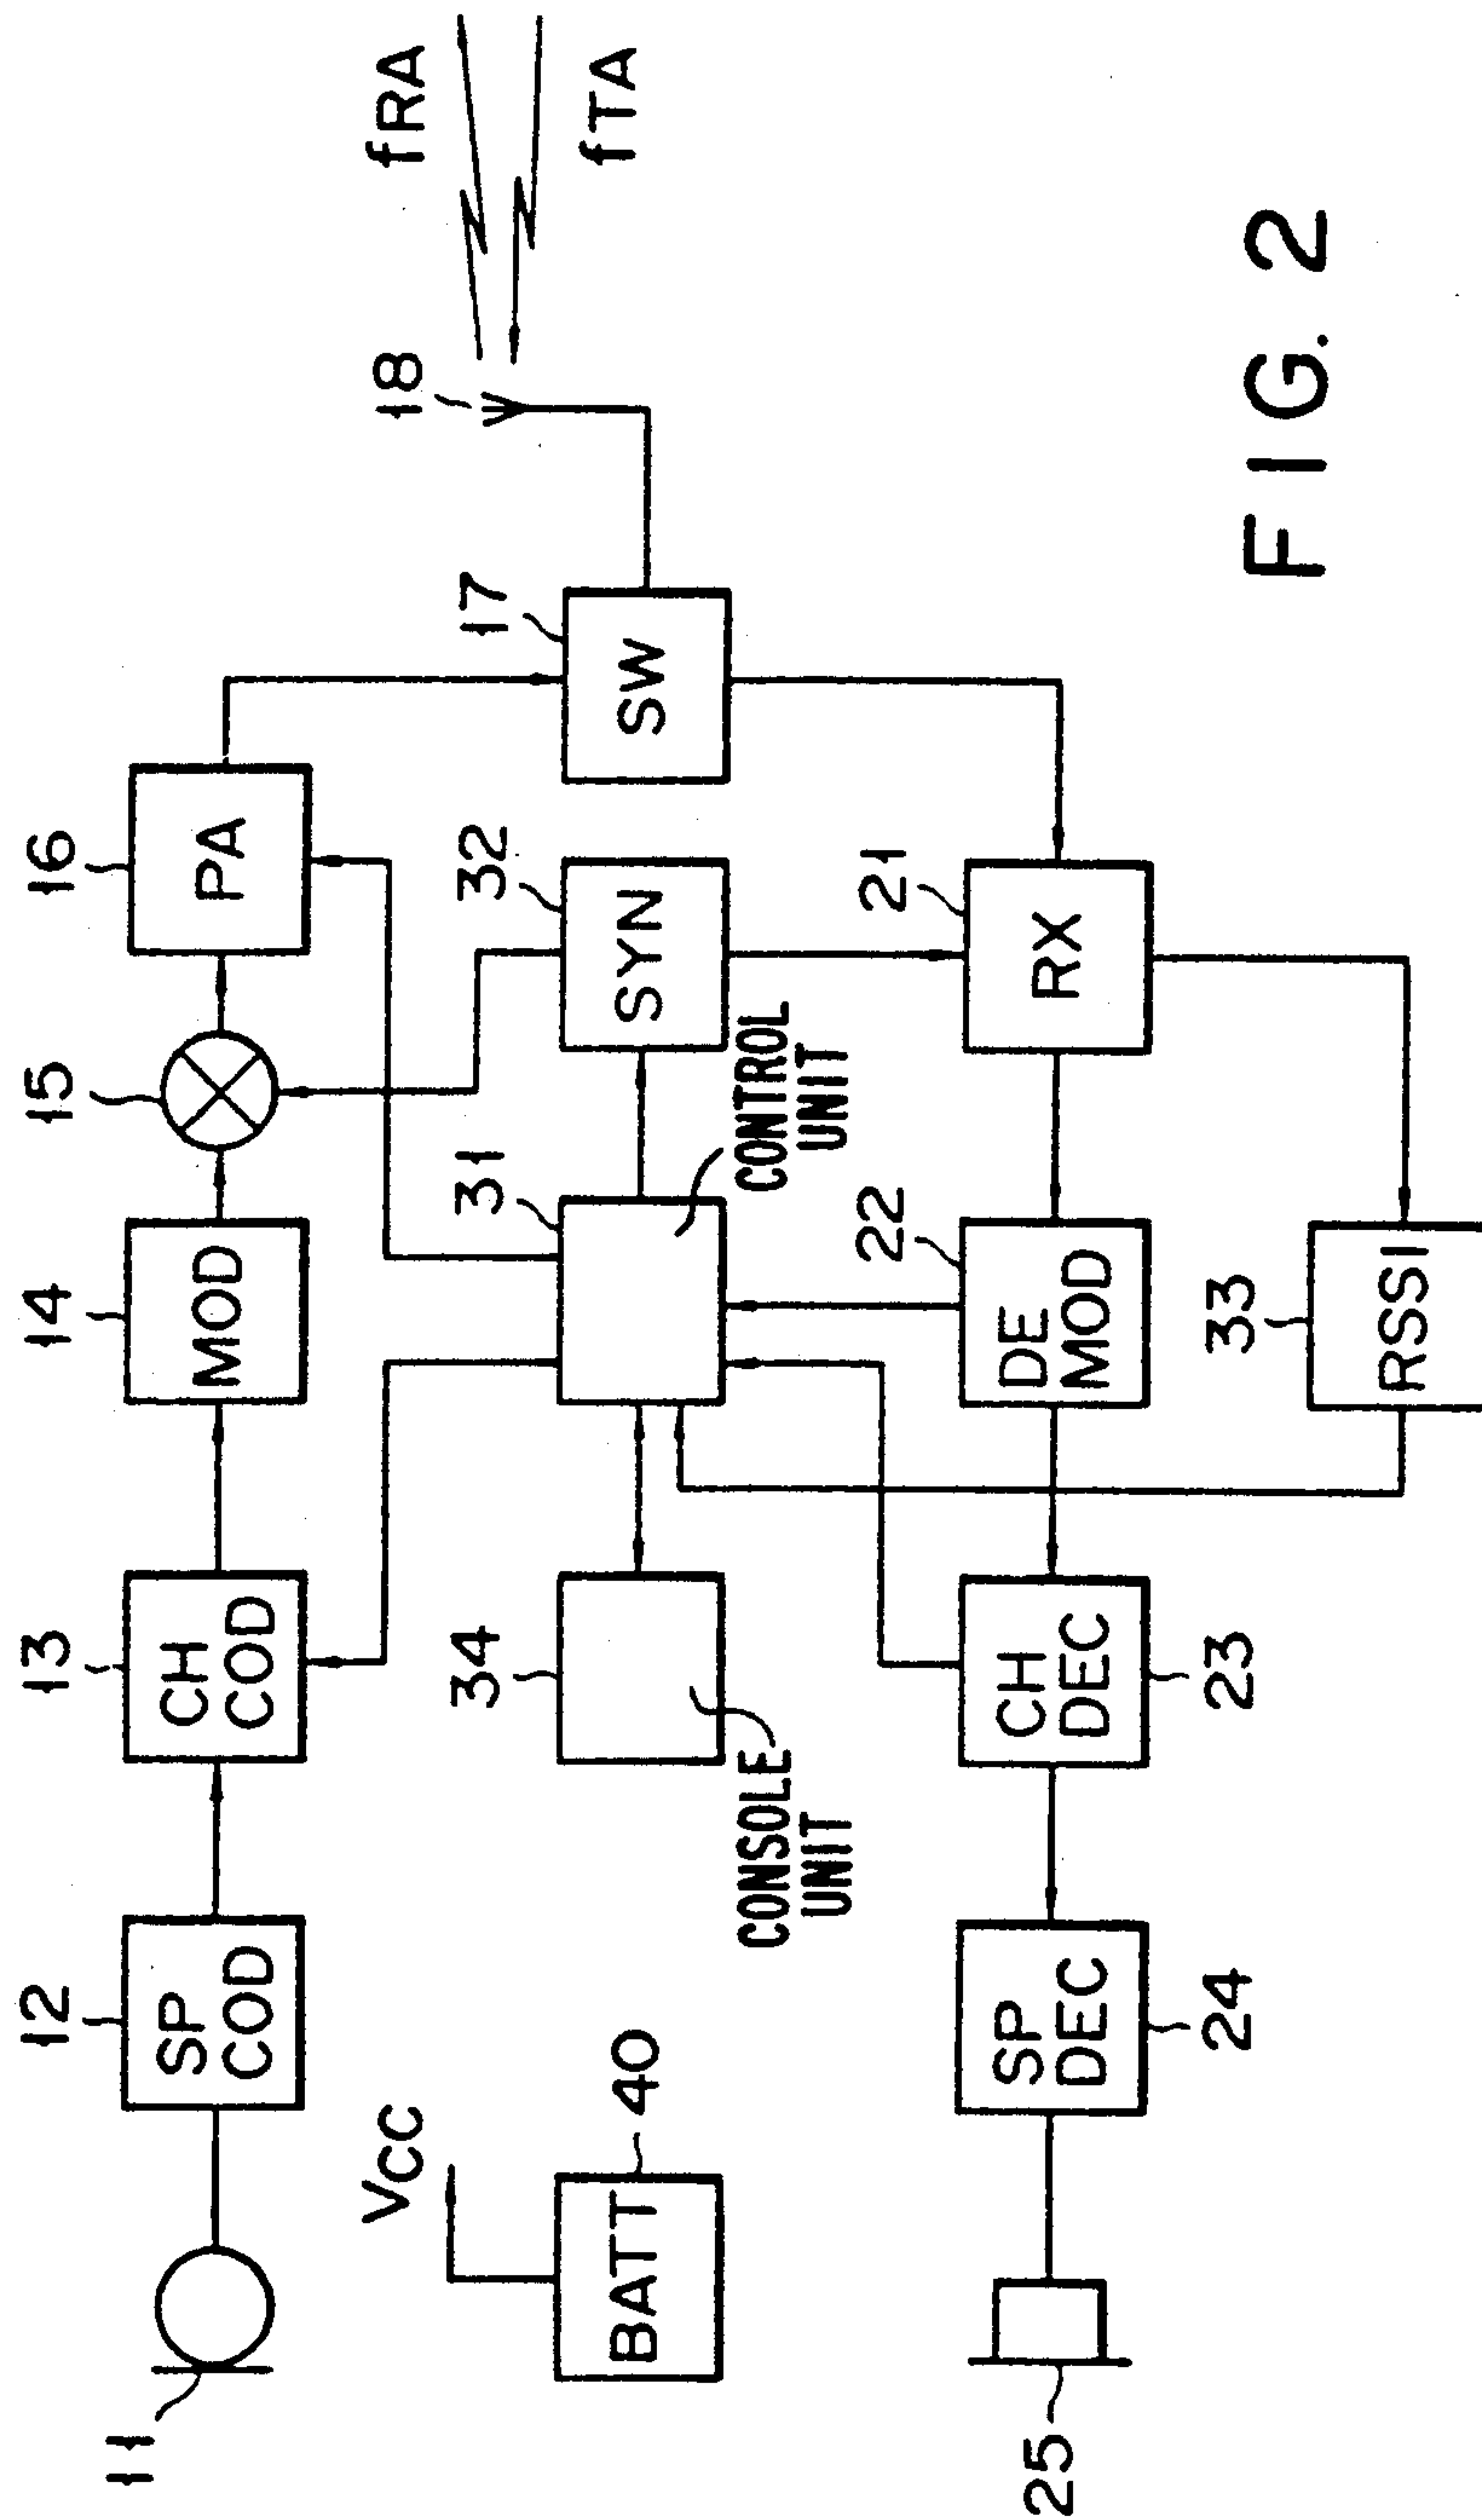 11
12
SP
COD
13
CH
COD
14
MOD
15
16
PA
VCC
BATT
40
34
CONSOLE
UNIT
31
CONTROL
UNIT
32
SYN
17
SW
18
fRA
fTA
25
SP
DEC
24
CH
DEC
23
DE
MOD
22
RX
21
RSSI
33
FIG. 2